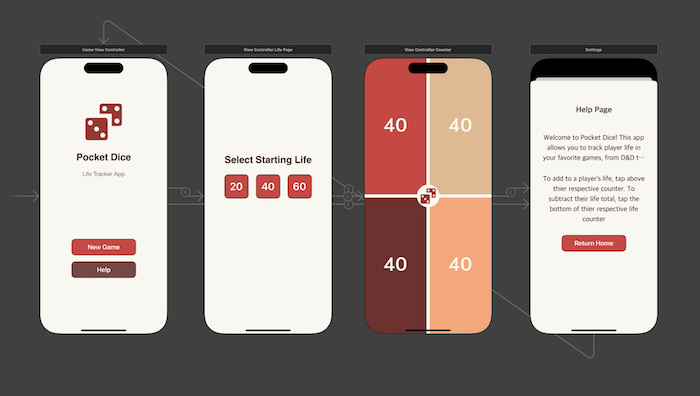 Home View Controller
View Controller Life Page
View Controller Counter
Settings
Pocket Dice
Life Tracker App
New Game
Help
Select Starting Life
20
40
60
40
40
40
40
Help Page
Welcome to Pocket Dice! This app
allows you to track player life in
your favorite games, from D&D t…
To add to a player's life, tap above
thier respective counter. To
subtract their life total, tap the
bottom of thier respective life
counter
Return Home